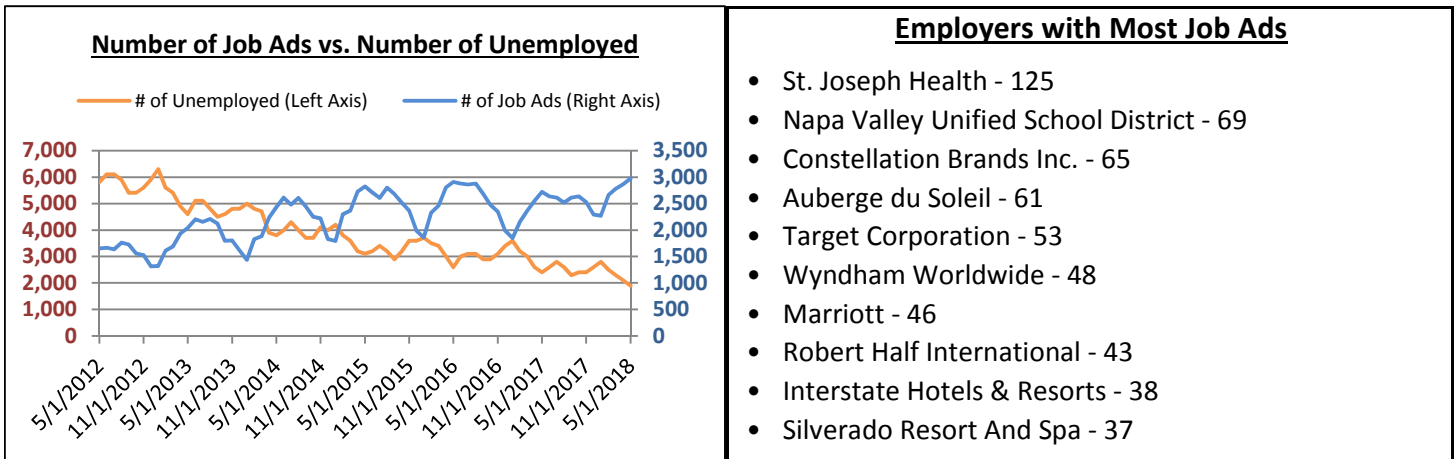 Number of Job Ads vs. Number of Unemployed
# of Unemployed (Left Axis) # of Job Ads (Right Axis)
7,000
6,000
5,000
4,000
3,000
2,000
1,000
0
3,500
3,000
2,500
2,000
1,500
1,000
500
0
5/1/2012
11/1/2012
5/1/2013
11/1/2013
5/1/2014
11/1/2014
5/1/2015
11/1/2015
5/1/2016
11/1/2016
5/1/2017
11/1/2017
5/1/2018
Employers with Most Job Ads
• St. Joseph Health - 125
• Napa Valley Unified School District - 69
• Constellation Brands Inc. - 65
• Auberge du Soleil - 61
• Target Corporation - 53
• Wyndham Worldwide - 48
• Marriott - 46
• Robert Half International - 43
• Interstate Hotels & Resorts - 38
• Silverado Resort And Spa - 37